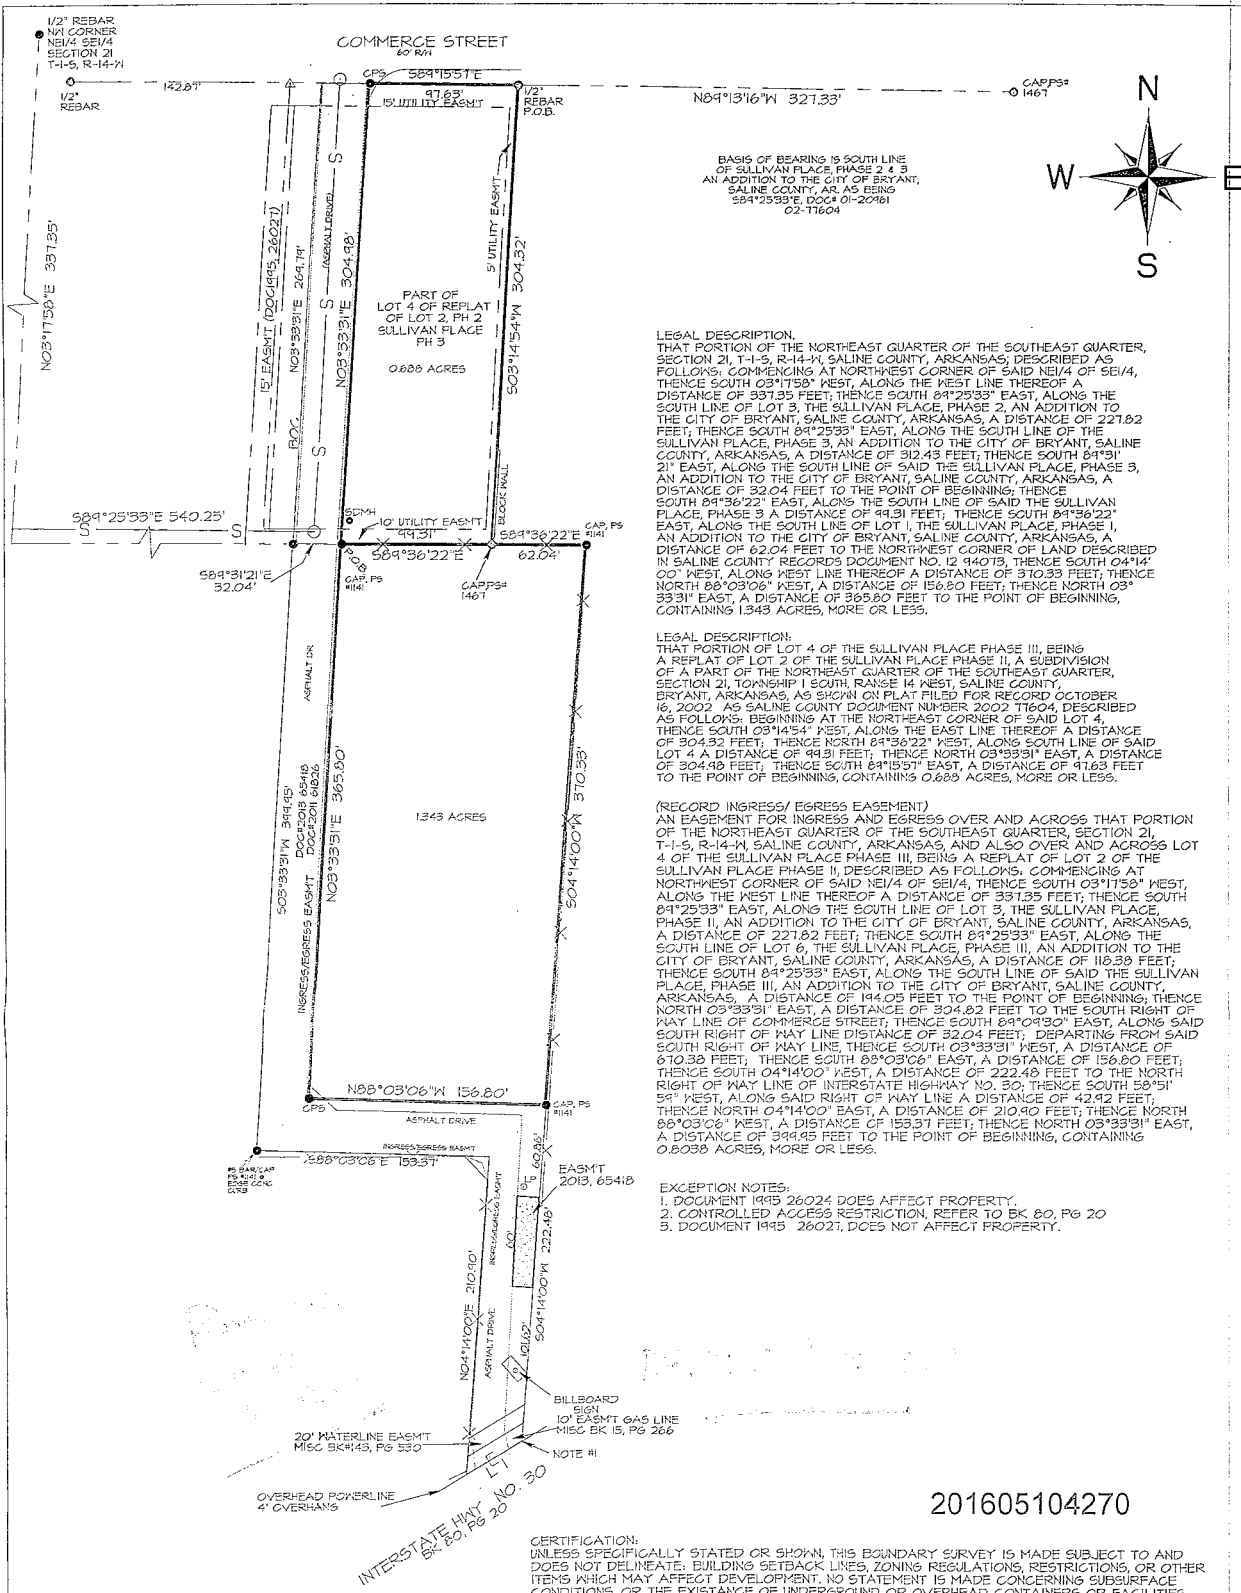 1/2" REBAR
NW CORNER
NE1/4 SE1/4
SECTION 21
T-1-S, R-14-W
1/2"
REBAR
142.87'
COMMERCE STREET
60' R/W
CPS
S89°15'57"E
97.63'
15' UTILITY EASM'T
1/2"
REBAR
P.O.B.
N89°13'16"W 327.33'
CAP,PS#
1467
N
W
E
S
BASIS OF BEARING IS SOUTH LINE
OF SULLIVAN PLACE, PHASE 2 & 3
AN ADDITION TO THE CITY OF BRYANT,
SALINE COUNTY, AR. AS BEING
S89°25'33"E, DOC# 01-20961
02-77604
N03°17'58"E 337.35'
15' EASM'T (DOC1995, 26027)
N03°33'31"E 269.79'
BOC
S
(ASPHALT DRIVE)
S
S
N03°33'31"E 304.98'
5' UTILITY EASM'T
S03°14'54"W 304.32'
PART OF
LOT 4 OF REPLAT
OF LOT 2, PH 2
SULLIVAN PLACE
PH 3
0.688 ACRES
BLOCK WALL
SDMH
10' UTILITY EASM'T
99.31'
S89°36'22"E
S89°25'33"E 540.25'
S
S
S89°31'21"E
32.04'
P.O.B
CAP, PS
#1141
CAP,PS#
1467
S89°36'22"E
62.04'
CAP, PS
#1141
LEGAL DESCRIPTION.
THAT PORTION OF THE NORTHEAST QUARTER OF THE SOUTHEAST QUARTER,
SECTION 21, T-1-S, R-14-W, SALINE COUNTY, ARKANSAS; DESCRIBED AS
FOLLOWS: COMMENCING AT NORTHWEST CORNER OF SAID NE1/4 OF SE1/4,
THENCE SOUTH 03°17'58" WEST, ALONG THE WEST LINE THEREOF A
DISTANCE OF 337.35 FEET; THENCE SOUTH 89°25'33" EAST, ALONG THE
SOUTH LINE OF LOT 3, THE SULLIVAN PLACE, PHASE 2, AN ADDITION TO
THE CITY OF BRYANT, SALINE COUNTY, ARKANSAS, A DISTANCE OF 227.82
FEET; THENCE SOUTH 89°25'33" EAST, ALONG THE SOUTH LINE OF THE
SULLIVAN PLACE, PHASE 3, AN ADDITION TO THE CITY OF BRYANT, SALINE
COUNTY, ARKANSAS, A DISTANCE OF 312.43 FEET; THENCE SOUTH 89°31'
21" EAST, ALONG THE SOUTH LINE OF SAID THE SULLIVAN PLACE, PHASE 3,
AN ADDITION TO THE CITY OF BRYANT, SALINE COUNTY, ARKANSAS, A
DISTANCE OF 32.04 FEET TO THE POINT OF BEGINNING; THENCE
SOUTH 89°36'22" EAST, ALONG THE SOUTH LINE OF SAID THE SULLIVAN
PLACE, PHASE 3 A DISTANCE OF 99.31 FEET; THENCE SOUTH 89°36'22"
EAST, ALONG THE SOUTH LINE OF LOT 1, THE SULLIVAN PLACE, PHASE 1,
AN ADDITION TO THE CITY OF BRYANT, SALINE COUNTY, ARKANSAS, A
DISTANCE OF 62.04 FEET TO THE NORTHWEST CORNER OF LAND DESCRIBED
IN SALINE COUNTY RECORDS DOCUMENT NO. 12 94073, THENCE SOUTH 04°14'
00" WEST, ALONG WEST LINE THEREOF A DISTANCE OF 370.33 FEET; THENCE
NORTH 88°03'06" WEST, A DISTANCE OF 156.80 FEET; THENCE NORTH 03°
33'31" EAST, A DISTANCE OF 365.80 FEET TO THE POINT OF BEGINNING,
CONTAINING 1.343 ACRES, MORE OR LESS.
LEGAL DESCRIPTION:
THAT PORTION OF LOT 4 OF THE SULLIVAN PLACE PHASE III, BEING
A REPLAT OF LOT 2 OF THE SULLIVAN PLACE PHASE II, A SUBDIVISION
OF A PART OF THE NORTHEAST QUARTER OF THE SOUTHEAST QUARTER,
SECTION 21, TOWNSHIP 1 SOUTH, RANGE 14 WEST, SALINE COUNTY,
BRYANT, ARKANSAS, AS SHOWN ON PLAT FILED FOR RECORD OCTOBER
16, 2002 AS SALINE COUNTY DOCUMENT NUMBER 2002 77604, DESCRIBED
AS FOLLOWS: BEGINNING AT THE NORTHEAST CORNER OF SAID LOT 4,
THENCE SOUTH 03°14'54" WEST, ALONG THE EAST LINE THEREOF A DISTANCE
OF 304.32 FEET; THENCE NORTH 89°36'22" WEST, ALONG SOUTH LINE OF SAID
LOT 4 A DISTANCE OF 99.31 FEET; THENCE NORTH 03°33'31" EAST, A DISTANCE
OF 304.98 FEET; THENCE SOUTH 89°15'57" EAST, A DISTANCE OF 97.63 FEET
TO THE POINT OF BEGINNING, CONTAINING 0.688 ACRES, MORE OR LESS.
(RECORD INGRESS/ EGRESS EASEMENT)
AN EASEMENT FOR INGRESS AND EGRESS OVER AND ACROSS THAT PORTION
OF THE NORTHEAST QUARTER OF THE SOUTHEAST QUARTER, SECTION 21,
T-1-S, R-14-W, SALINE COUNTY, ARKANSAS, AND ALSO OVER AND ACROSS LOT
4 OF THE SULLIVAN PLACE PHASE III, BEING A REPLAT OF LOT 2 OF THE
SULLIVAN PLACE PHASE II, DESCRIBED AS FOLLOWS: COMMENCING AT
NORTHWEST CORNER OF SAID NE1/4 OF SE1/4, THENCE SOUTH 03°17'58" WEST,
ALONG THE WEST LINE THEREOF A DISTANCE OF 337.35 FEET; THENCE SOUTH
89°25'33" EAST, ALONG THE SOUTH LINE OF LOT 3, THE SULLIVAN PLACE,
PHASE II, AN ADDITION TO THE CITY OF BRYANT, SALINE COUNTY, ARKANSAS,
A DISTANCE OF 227.82 FEET; THENCE SOUTH 89°25'33" EAST, ALONG THE
SOUTH LINE OF LOT 6, THE SULLIVAN PLACE, PHASE III, AN ADDITION TO THE
CITY OF BRYANT, SALINE COUNTY, ARKANSAS, A DISTANCE OF 118.38 FEET;
THENCE SOUTH 89°25'33" EAST, ALONG THE SOUTH LINE OF SAID THE SULLIVAN
PLACE, PHASE III, AN ADDITION TO THE CITY OF BRYANT, SALINE COUNTY,
ARKANSAS, A DISTANCE OF 194.05 FEET TO THE POINT OF BEGINNING; THENCE
NORTH 03°33'31" EAST, A DISTANCE OF 304.82 FEET TO THE SOUTH RIGHT OF
WAY LINE OF COMMERCE STREET; THENCE SOUTH 89°09'30" EAST, ALONG SAID
SOUTH RIGHT OF WAY LINE DISTANCE OF 32.04 FEET; DEPARTING FROM SAID
SOUTH RIGHT OF WAY LINE, THENCE SOUTH 03°33'31" WEST, A DISTANCE OF
670.38 FEET; THENCE SOUTH 88°03'06" EAST, A DISTANCE OF 156.80 FEET;
THENCE SOUTH 04°14'00" WEST, A DISTANCE OF 222.48 FEET TO THE NORTH
RIGHT OF WAY LINE OF INTERSTATE HIGHWAY NO. 30; THENCE SOUTH 58°51'
59" WEST, ALONG SAID RIGHT OF WAY LINE A DISTANCE OF 42.92 FEET;
THENCE NORTH 04°14'00" EAST, A DISTANCE OF 210.90 FEET; THENCE NORTH
88°03'06" WEST, A DISTANCE OF 153.37 FEET; THENCE NORTH 03°33'31" EAST,
A DISTANCE OF 399.95 FEET TO THE POINT OF BEGINNING, CONTAINING
0.8038 ACRES, MORE OR LESS.
EXCEPTION NOTES:
1. DOCUMENT 1995 26024 DOES AFFECT PROPERTY.
2. CONTROLLED ACCESS RESTRICTION, REFER TO BK 80, PG 20
3. DOCUMENT 1995 26027, DOES NOT AFFECT PROPERTY.
S03°33'31"W 399.95'
INGRESS/EGRESS EASM'T
DOC#2013 65418
DOC#2011 61826
ASPHALT DR
N03°33'31"E 365.80'
1.343 ACRES
S04°14'00"W 370.33'
N88°03'06"W 156.80'
CPS
CAP, PS
#1141
ASPHALT DRIVE
INGRESS/EGRESS EASM'T
S88°03'06"E 153.37'
#5 BAR/CAP
PS #1141 @
EDGE CONC
CURB
60.86'
EASM'T
2013, 65418
LP
60'
INGRESS/EGRESS EASM'T
S04°14'00"W 222.48'
N04°14'00"E 210.90'
ASPHALT DRIVE
101.62'
BILLBOARD
SIGN
10' EASM'T GAS LINE
MISC BK 15, PG 266
20' WATERLINE EASM'T
MISC BK#143, PG 530
NOTE #1
L1
OVERHEAD POWERLINE
4' OVERHANG
INTERSTATE HWY NO. 30
BK 80, PG 20
201605104270
CERTIFICATION:
UNLESS SPECIFICALLY STATED OR SHOWN, THIS BOUNDARY SURVEY IS MADE SUBJECT TO AND
DOES NOT DELINEATE: BUILDING SETBACK LINES, ZONING REGULATIONS, RESTRICTIONS, OR OTHER
ITEMS WHICH MAY AFFECT DEVELOPMENT. NO STATEMENT IS MADE CONCERNING SUBSURFACE
CONDITIONS, OR THE EXISTANCE OF UNDERGROUND OR OVERHEAD CONTAINERS OR FACILITIES